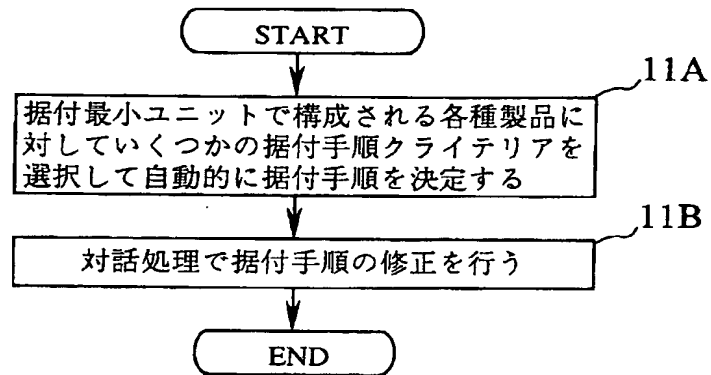 START
11A
据付最小ユニットで構成される各種製品に
対していくつかの据付手順クライテリアを
選択して自動的に据付手順を決定する
11B
対話処理で据付手順の修正を行う
END